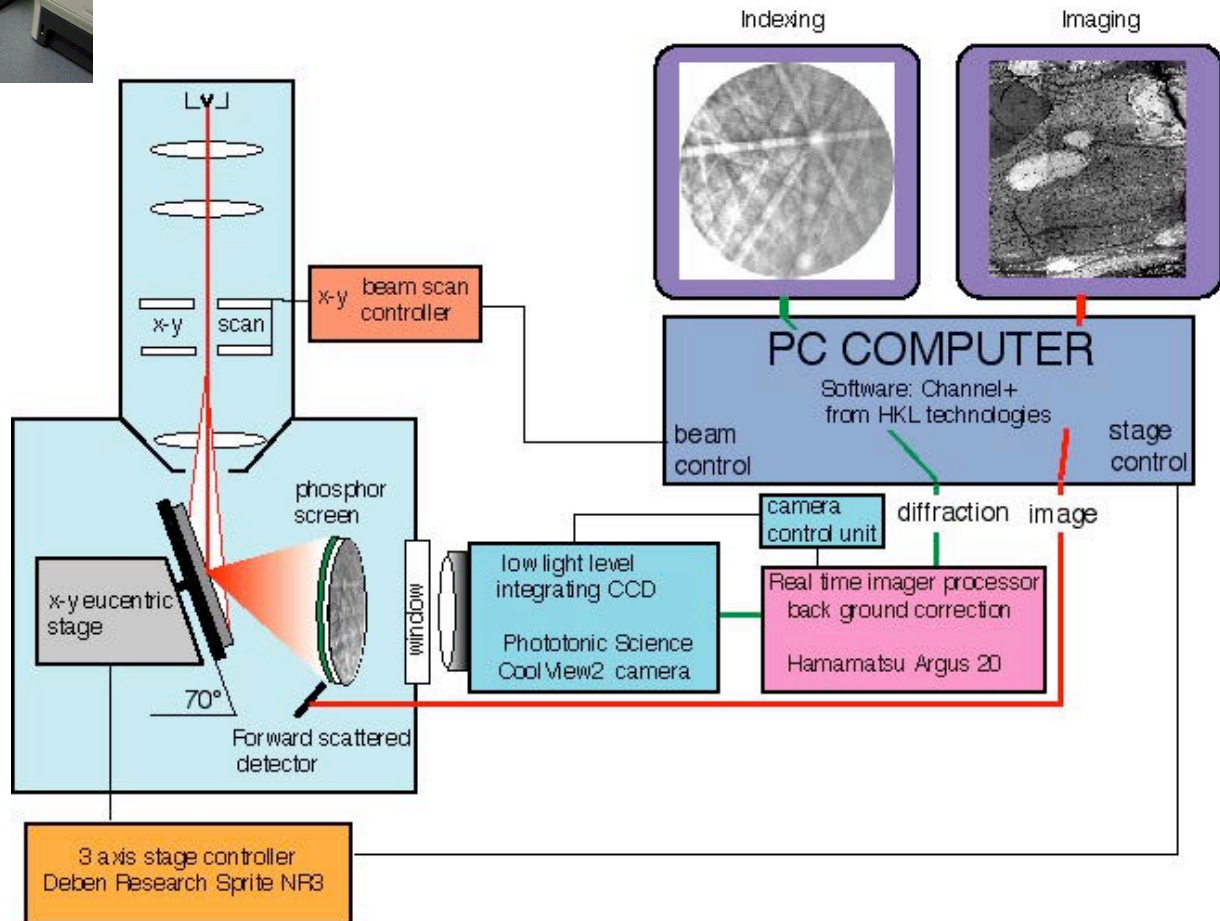 Indexing
Imaging
x-y
scan
x-y beam scan
controller
PC COMPUTER
Software: Channel+
from HKL technologies
beam
control
stage
control
phosphor
screen
camera
control unit
diffraction
image
x-y eucentric
stage
window
low light level
integrating CCD
Phototonic Science
CoolView2 camera
Real time imager processor
back ground correction
Hamamatsu Argus 20
70°
Forward scattered
detector
3 axis stage controller
Deben Research Sprite NR3